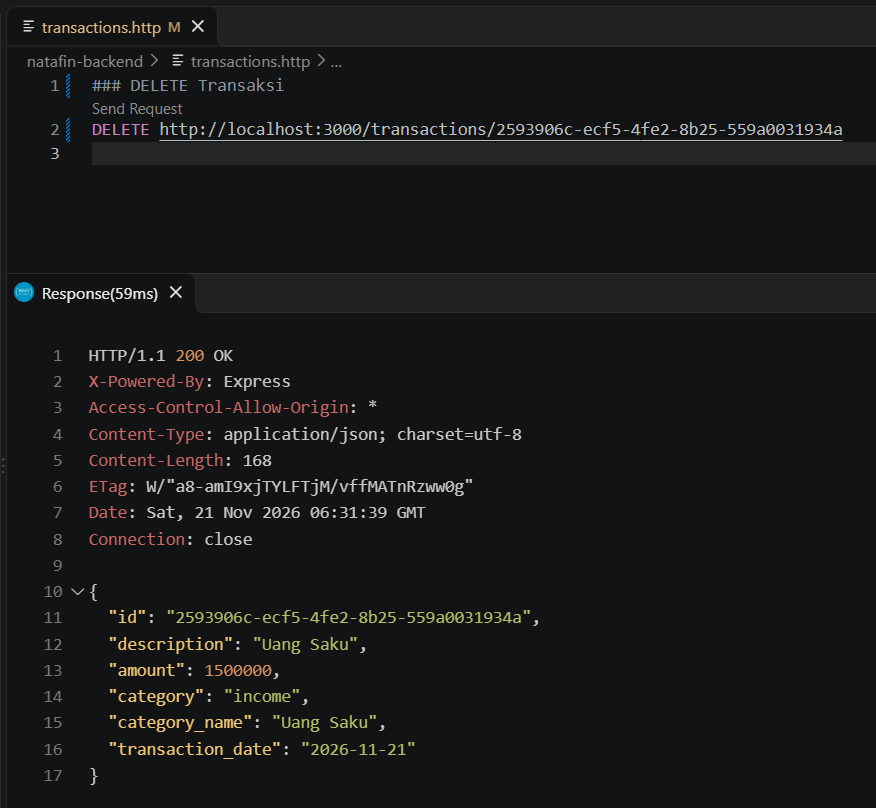 transactions.http M
natafin-backend > transactions.http > ...
1 ### DELETE Transaksi
Send Request
2 DELETE http://localhost:3000/transactions/2593906c-ecf5-4fe2-8b25-559a0031934a
3
Response(59ms)
1 HTTP/1.1 200 OK
2 X-Powered-By: Express
3 Access-Control-Allow-Origin: *
4 Content-Type: application/json; charset=utf-8
5 Content-Length: 168
6 ETag: W/"a8-amI9xjTYLFTjM/vffMATnRzww0g"
7 Date: Sat, 21 Nov 2026 06:31:39 GMT
8 Connection: close
9
10 {
11 "id": "2593906c-ecf5-4fe2-8b25-559a0031934a",
12 "description": "Uang Saku",
13 "amount": 1500000,
14 "category": "income",
15 "category_name": "Uang Saku",
16 "transaction_date": "2026-11-21"
17 }